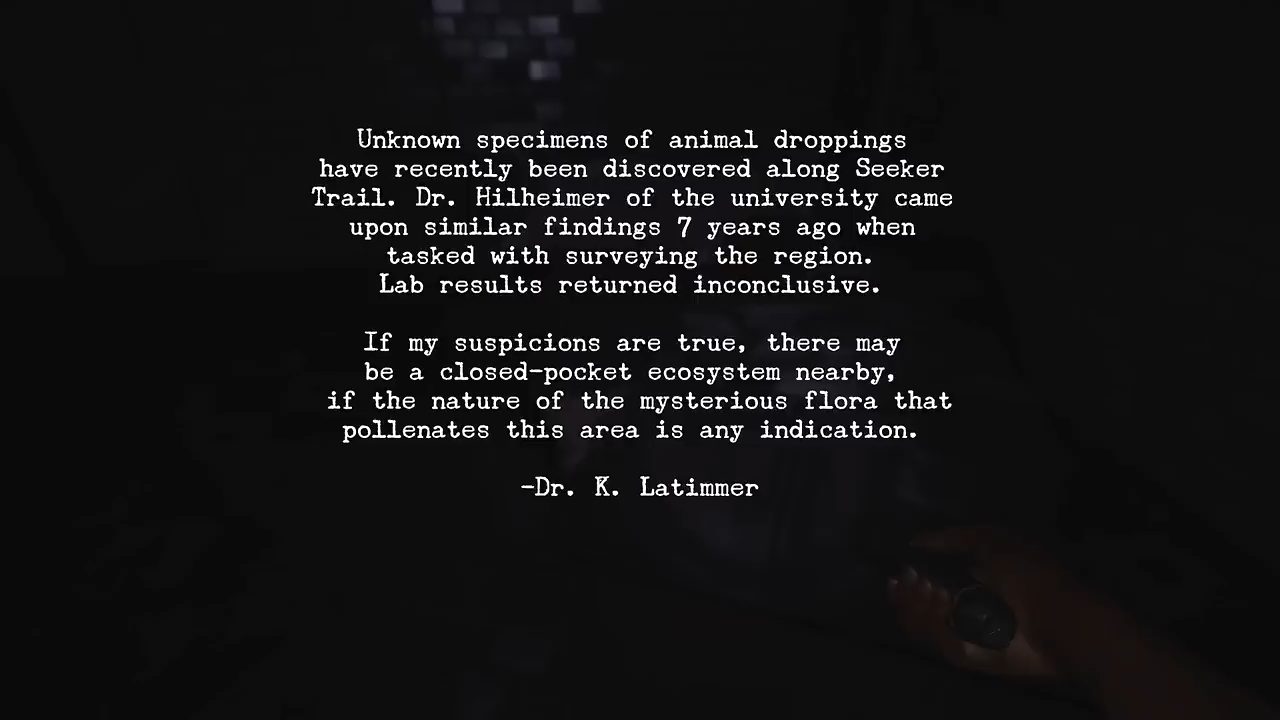 Unknown specimens of animal droppings
have recently been discovered along Seeker
Trail. Dr. Hilheimer of the university came
upon similar findings 7 years ago when
tasked with surveying the region.
Lab results returned inconclusive.
If my suspicions are true, there may
be a closed-pocket ecosystem nearby,
if the nature of the mysterious flora that
pollenates this area is any indication.
-Dr. K. Latimmer